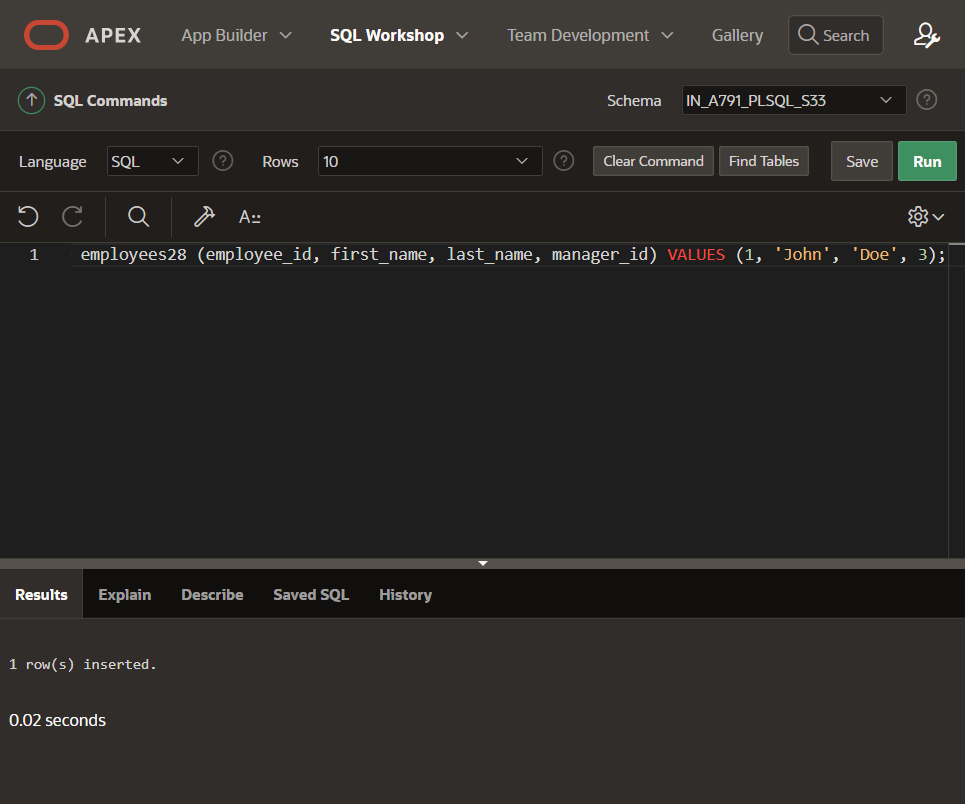 APEX App Builder SQL Workshop Team Development Gallery Search
SQL Commands Schema IN_A791_PLSQL_S33 ?
Language SQL ? Rows 10 ? Clear Command Find Tables Save Run
A::
1 employees28 (employee_id, first_name, last_name, manager_id) VALUES (1, 'John', 'Doe', 3);
Results Explain Describe Saved SQL History
1 row(s) inserted.
0.02 seconds